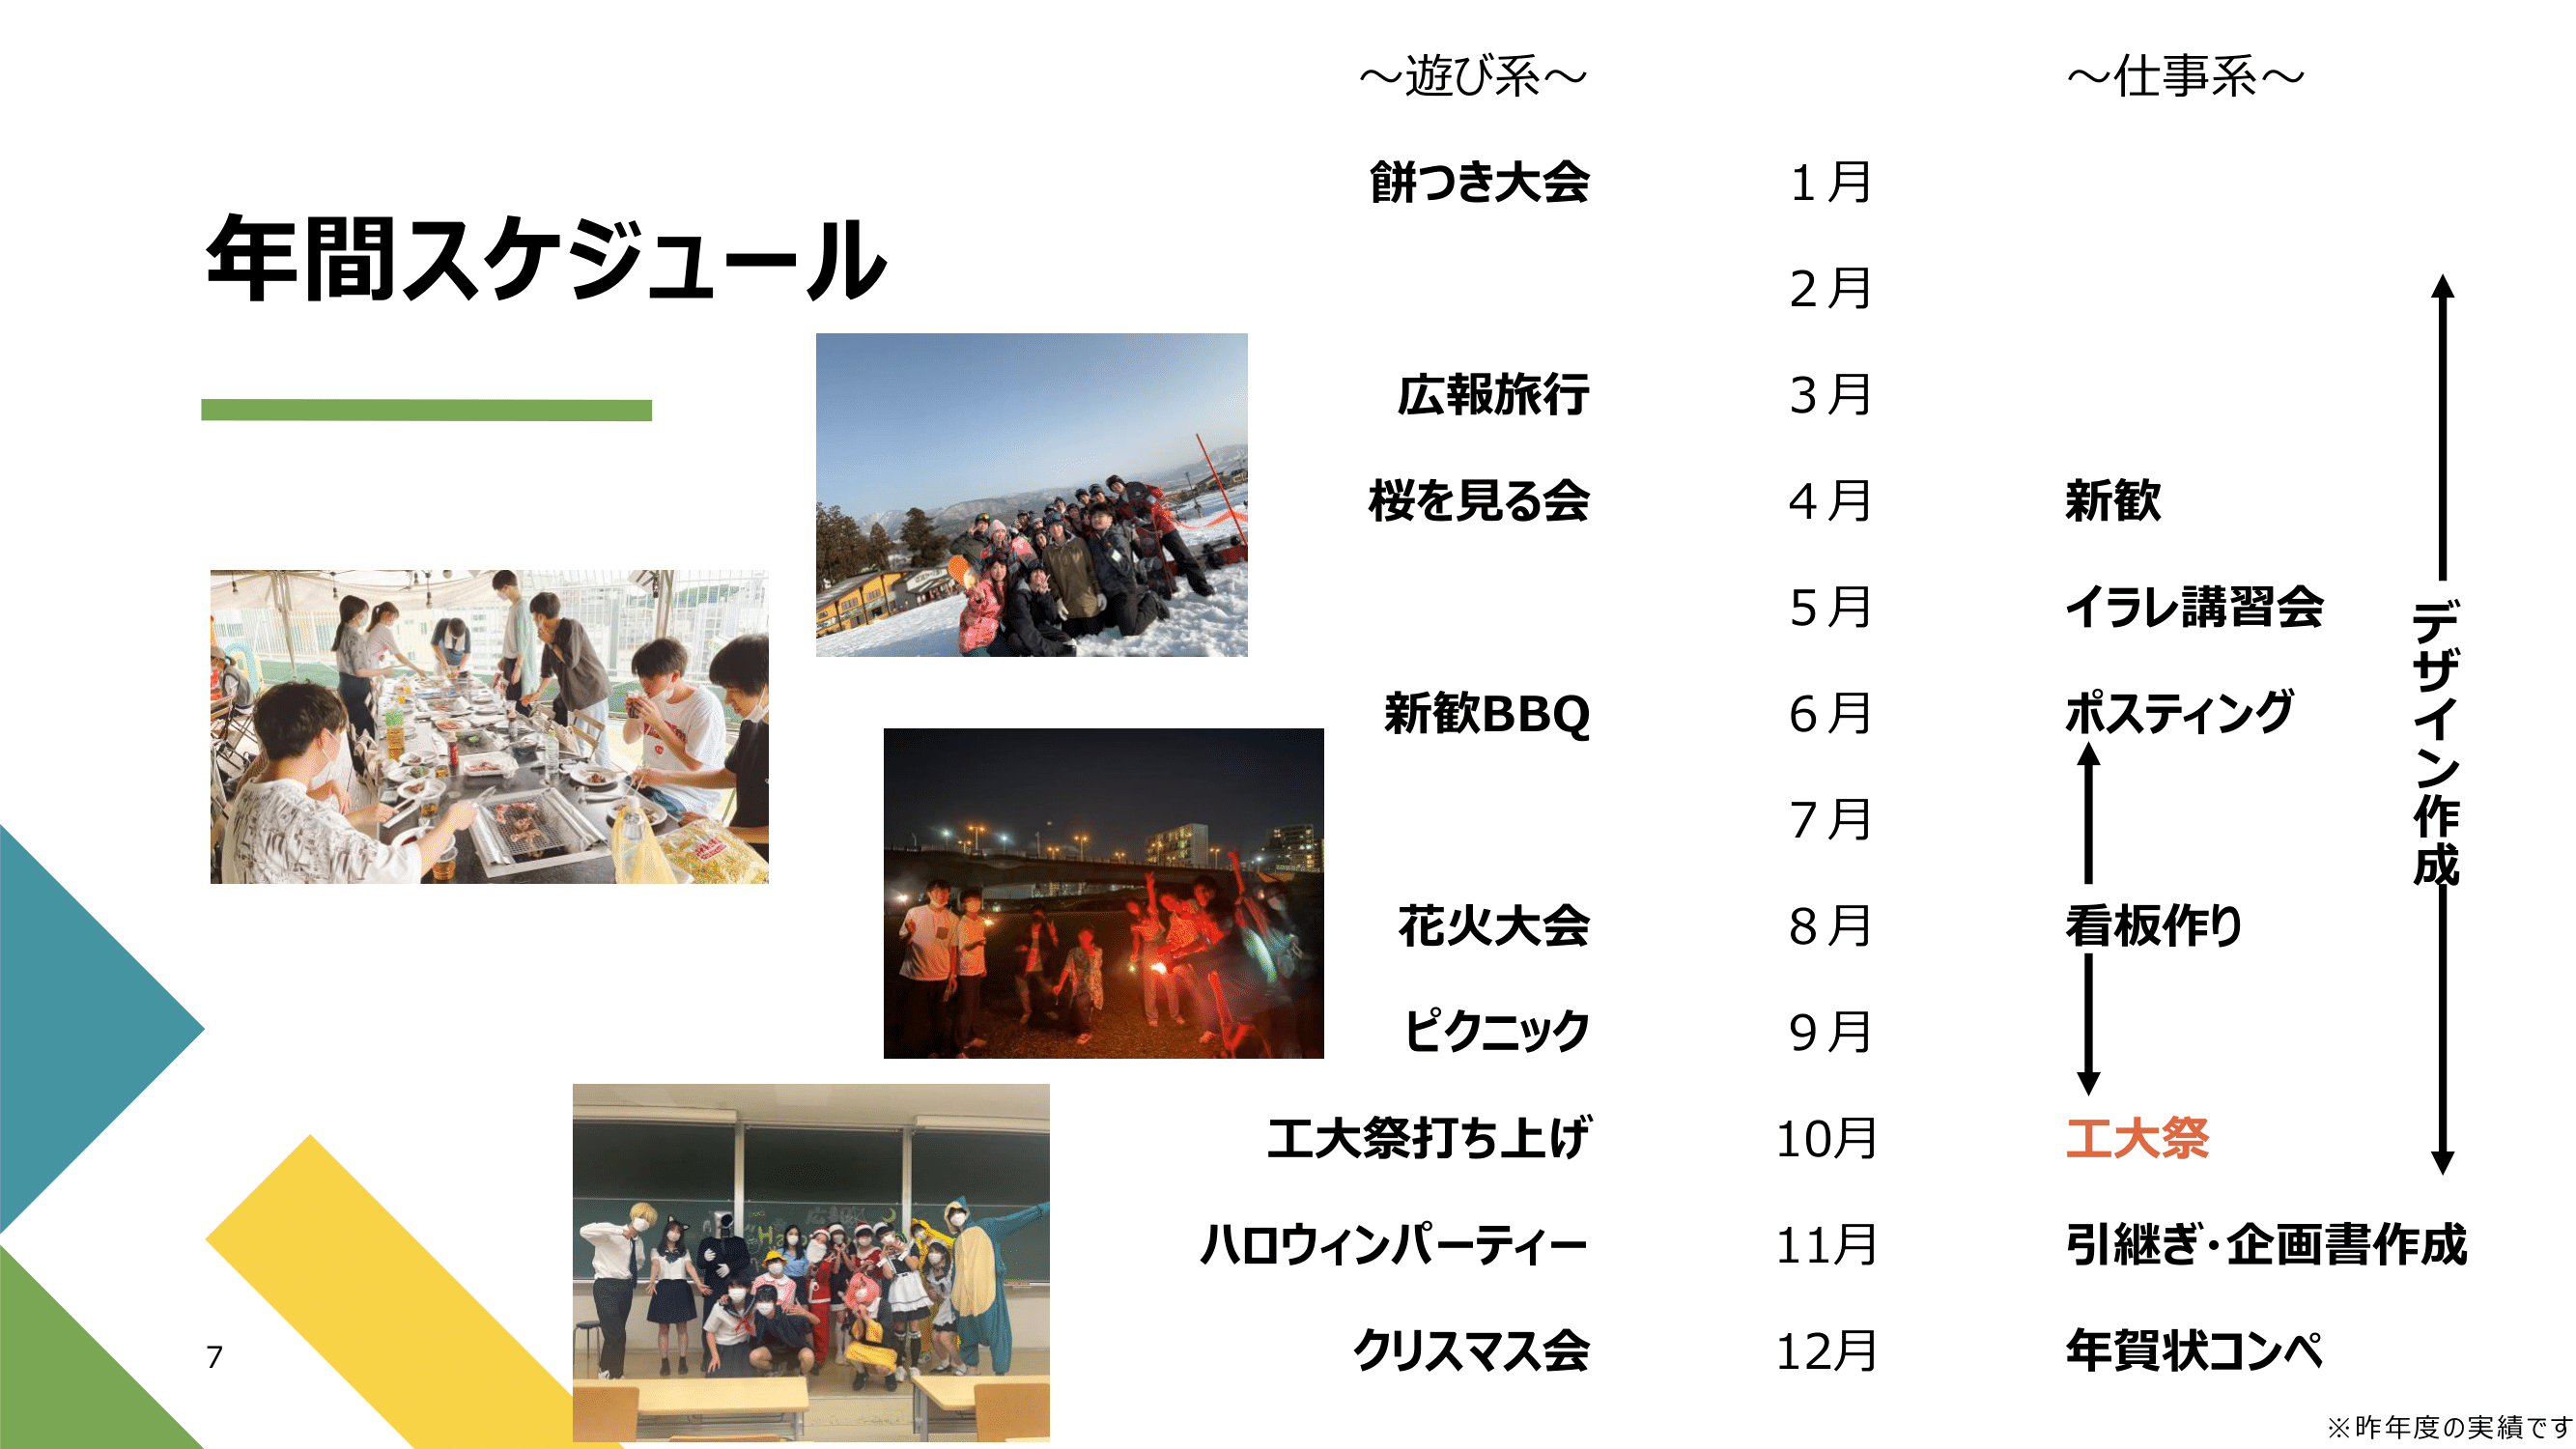 年間スケジュール
～遊び系～
～仕事系～
餅つき大会 1月
2月
広報旅行 3月
桜を見る会 4月 新歓
5月 イラレ講習会
新歓BBQ 6月 ポスティング
7月
花火大会 8月 看板作り
ピクニック 9月
工大祭打ち上げ 10月 工大祭
ハロウィンパーティー 11月 引継ぎ・企画書作成
クリスマス会 12月 年賀状コンペ
デザイン作成
7
※昨年度の実績です